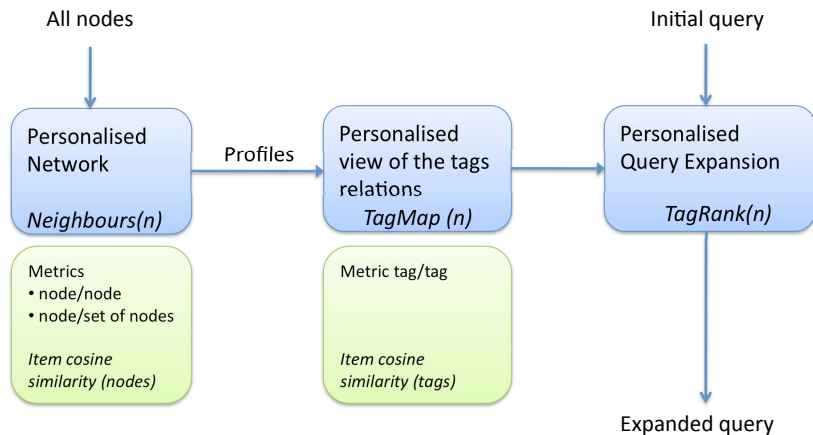 All nodes
Initial query
Personalised
Network
Neighbours(n)
Profiles
Personalised
view of the tags
relations
TagMap (n)
Personalised
Query Expansion
TagRank(n)
Metrics
• node/node
• node/set of nodes
Item cosine
similarity (nodes)
Metric tag/tag
Item cosine
similarity (tags)
Expanded query